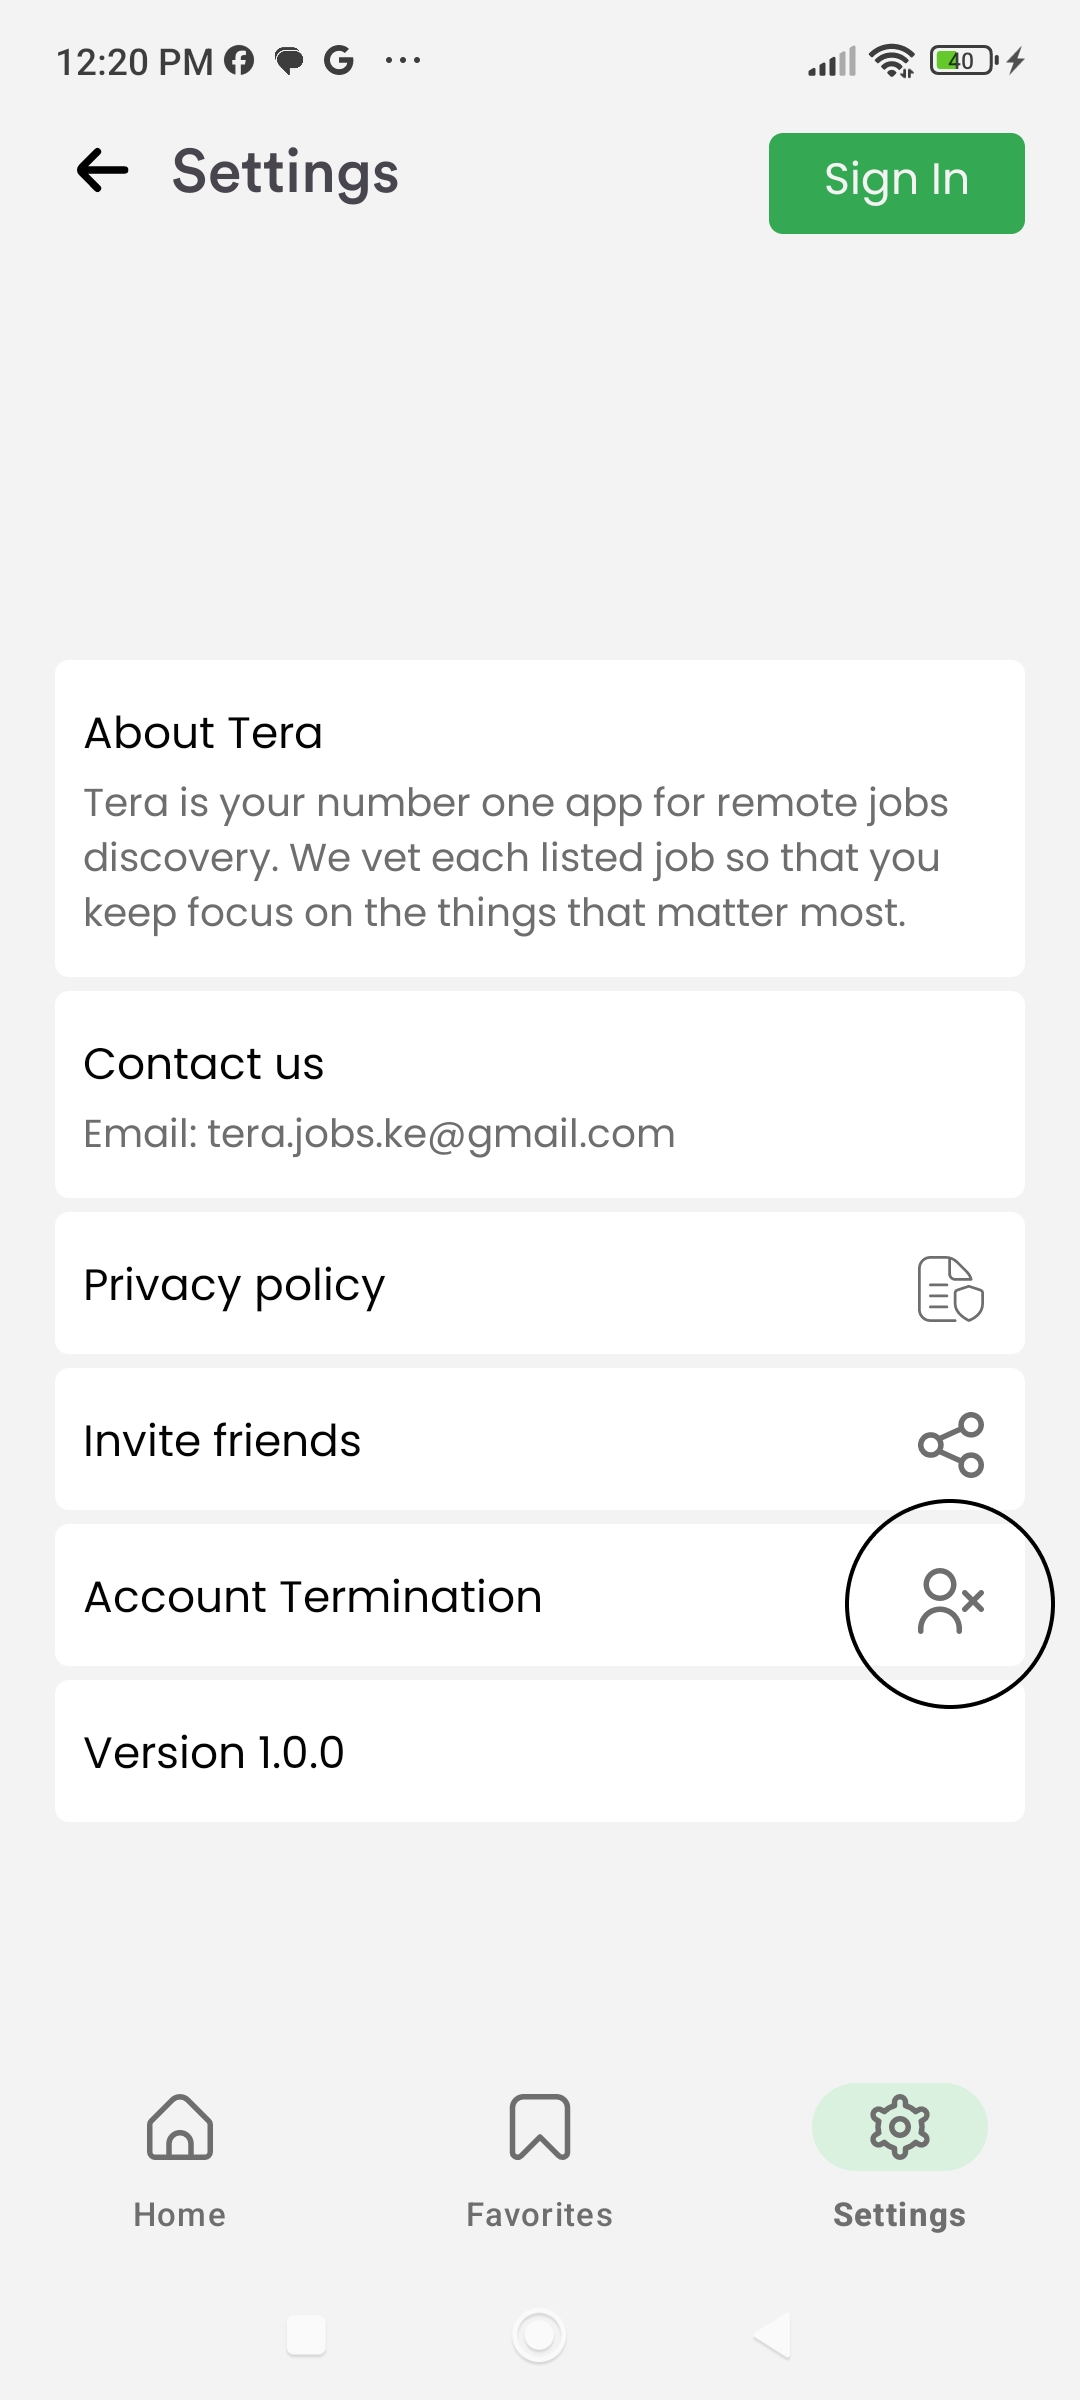 12:20 PM
40
Settings
Sign In
About Tera
Tera is your number one app for remote jobs
discovery. We vet each listed job so that you
keep focus on the things that matter most.
Contact us
Email: tera.jobs.ke@gmail.com
Privacy policy
Invite friends
Account Termination
Version 1.0.0
Home
Favorites
Settings